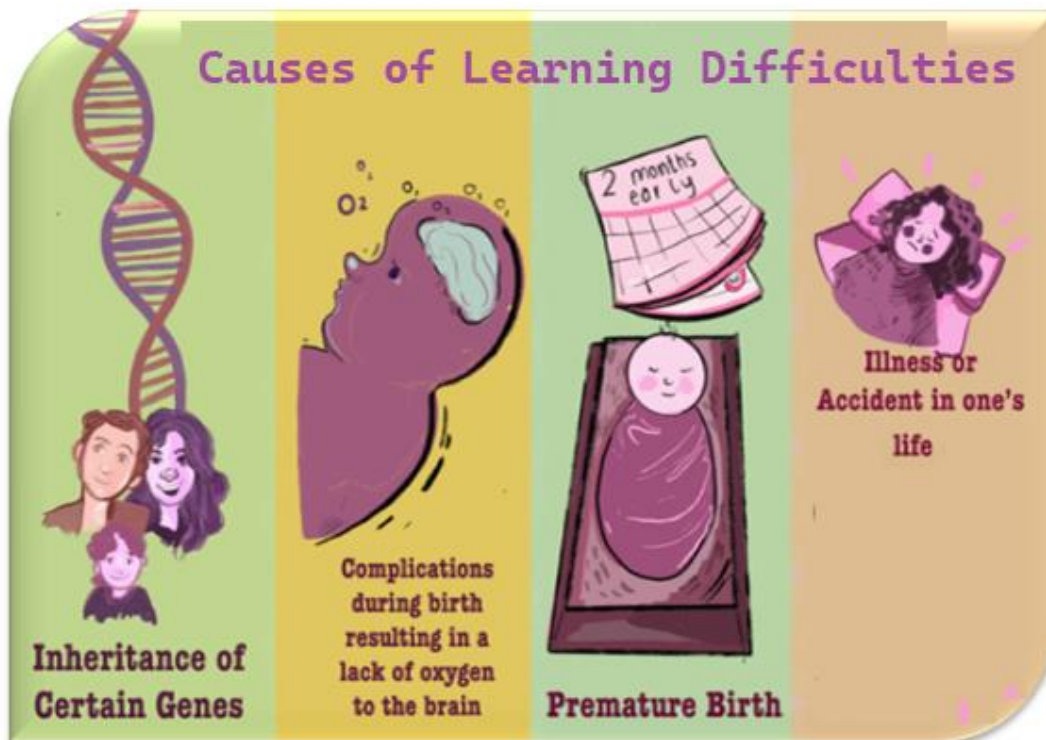 Causes of Learning Difficulties
Inheritance of
Certain Genes
O2
Complications
during birth
resulting in a
lack of oxygen
to the brain
2 months
early
Premature Birth
Illness or
Accident in one's
life